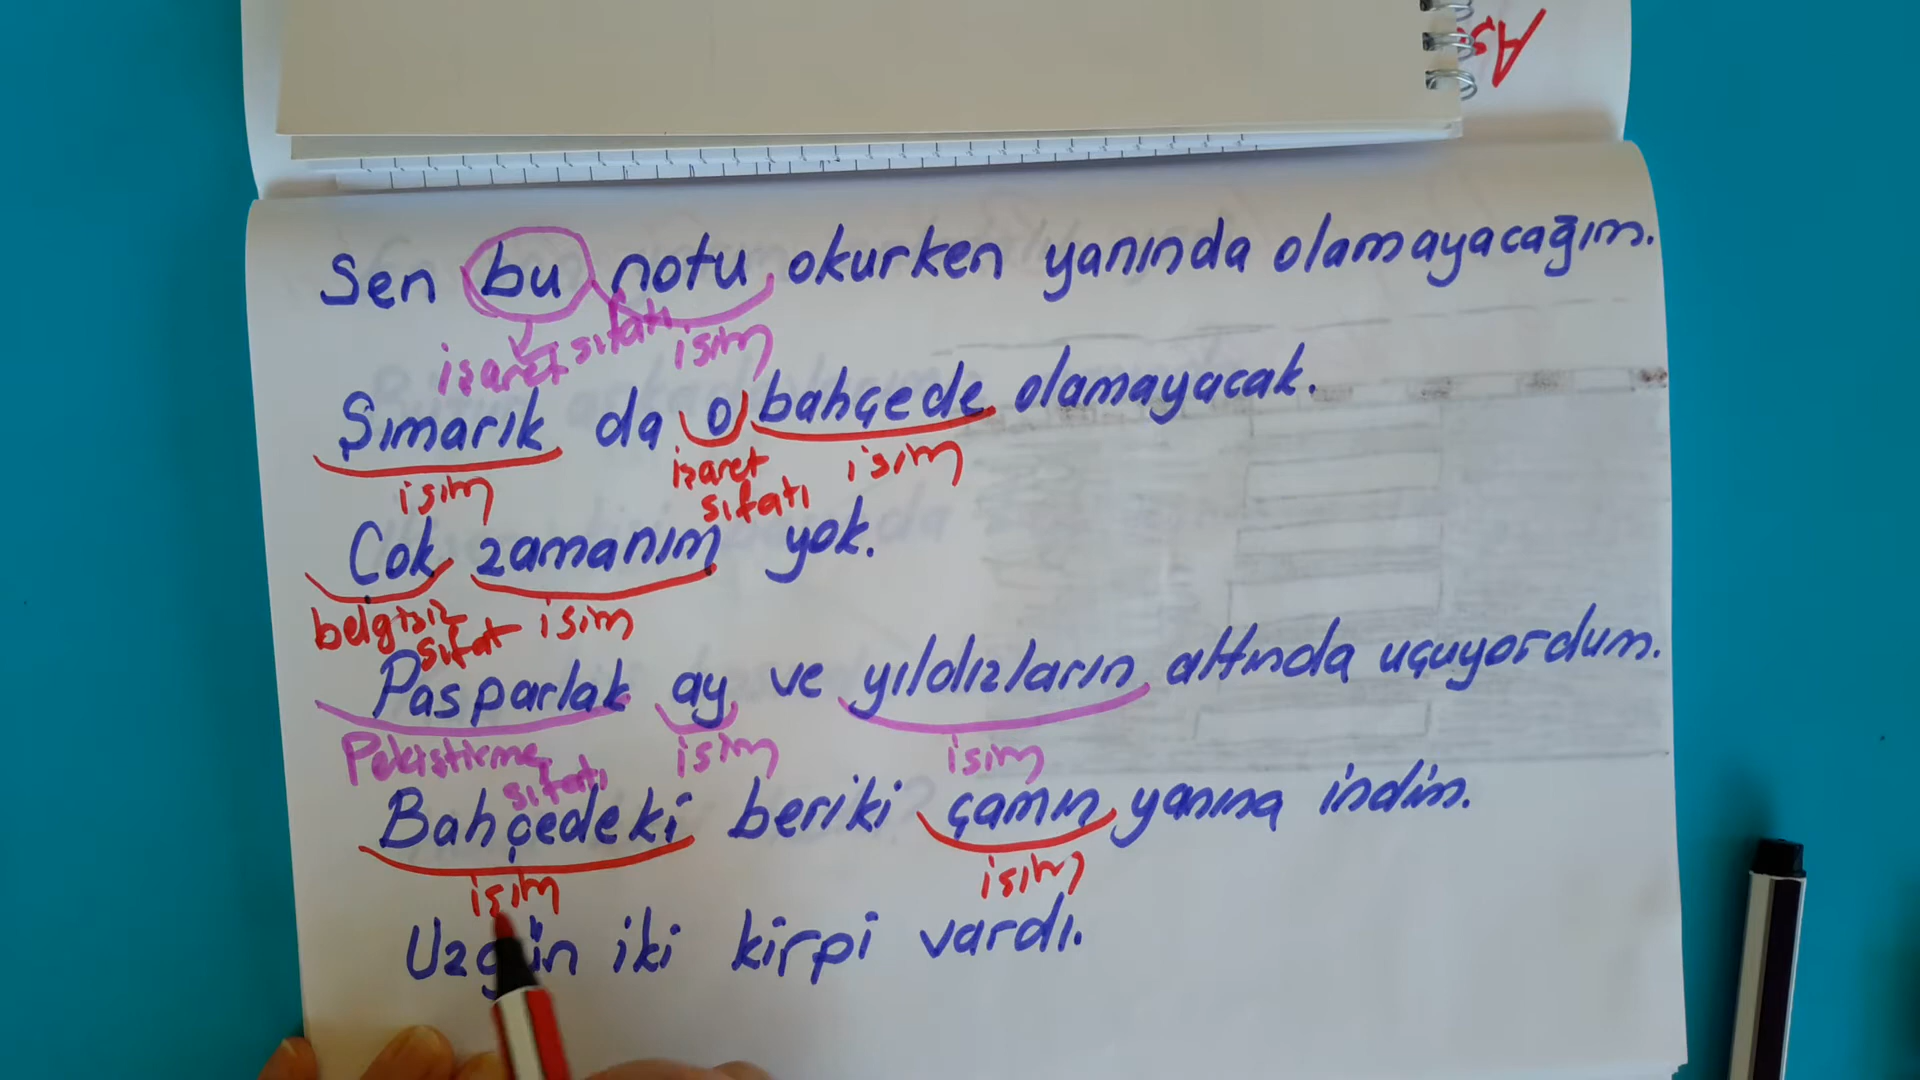 Aş
Sen bu notu okurken yanında olamayacağım.
işaret sıfatı isim
Şımarık da o bahçede olamayacak.
isim işaret sıfatı isim
Çok zamanım yok.
belgisiz sıfat isim
Pasparlak ay ve yıldızların altında uçuyordum.
Pekiştirme sıfatı isim isim
Bahçedeki beriki çamın yanına indim.
isim isim
Üzgün iki kirpi vardı.